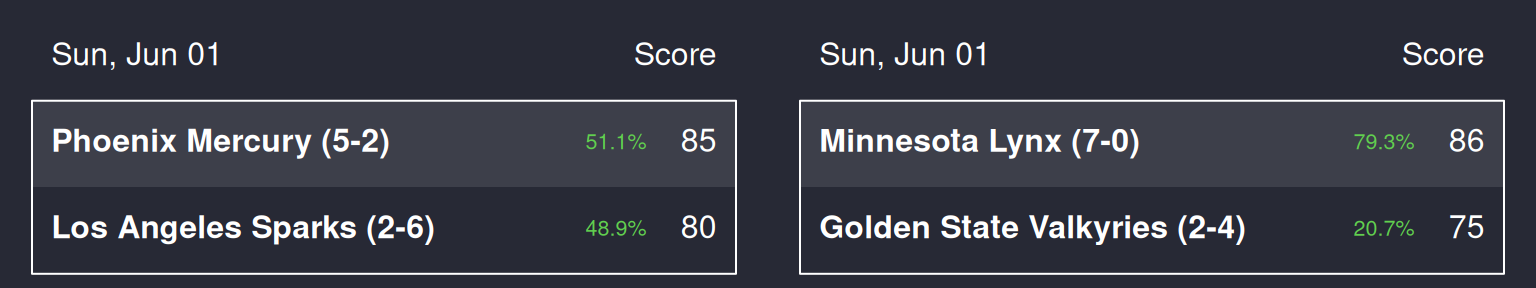 Sun, Jun 01 Score
Phoenix Mercury (5-2) 51.1% 85
Los Angeles Sparks (2-6) 48.9% 80
Sun, Jun 01 Score
Minnesota Lynx (7-0) 79.3% 86
Golden State Valkyries (2-4) 20.7% 75